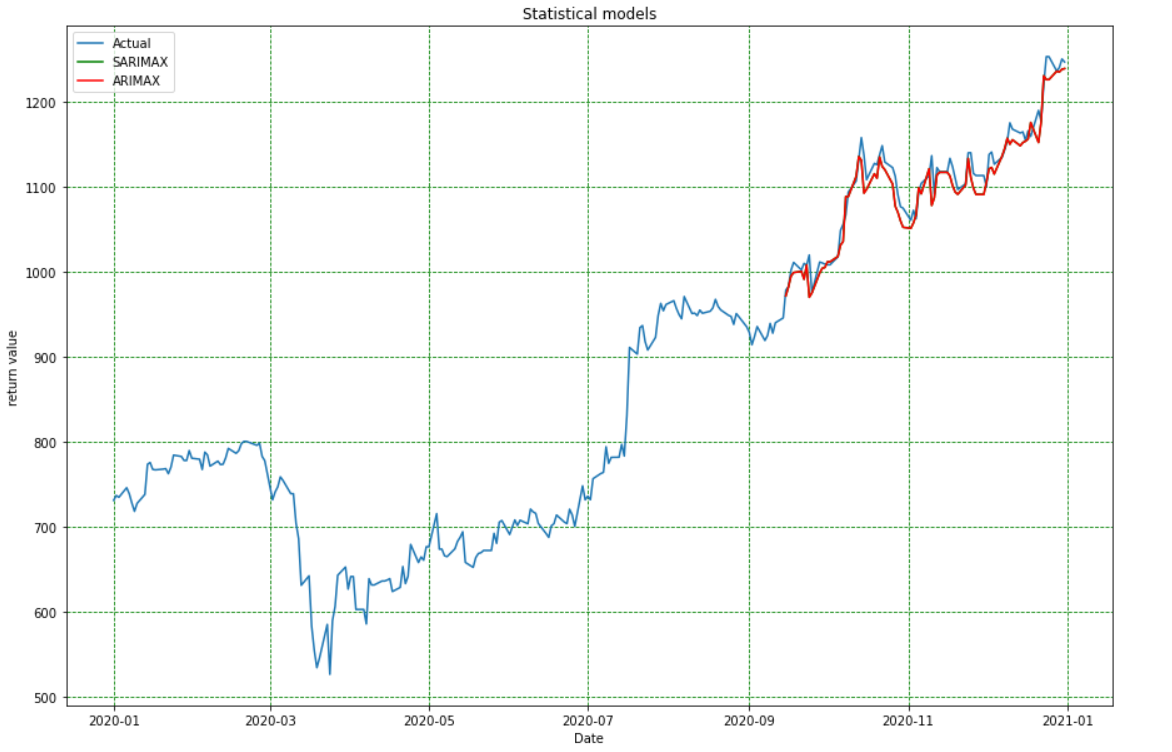 Statistical models
Actual
SARIMAX
ARIMAX
1200
1100
1000
900
800
700
600
500
return value
2020-01 2020-03 2020-05 2020-07 2020-09 2020-11 2021-01
Date